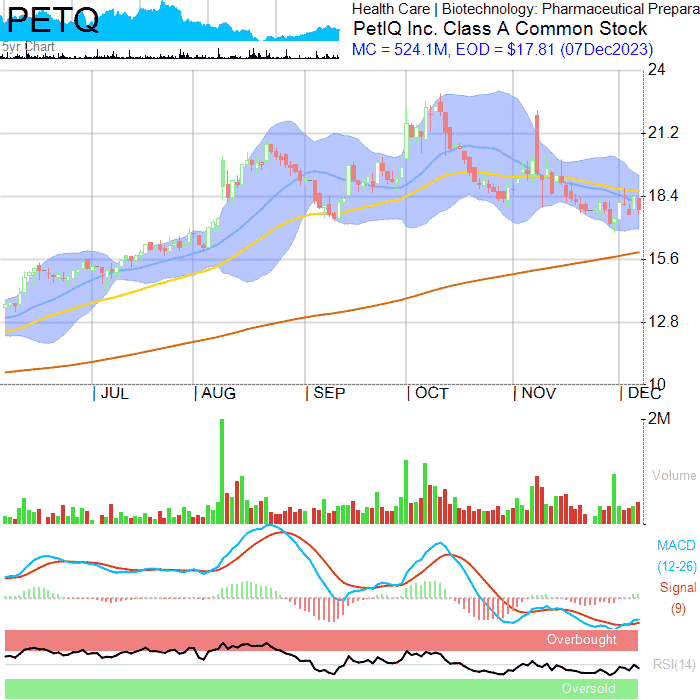 PETQ
5yr Chart
Health Care | Biotechnology: Pharmaceutical Prepara
PetIQ Inc. Class A Common Stock
MC = 524.1M, EOD = $17.81 (07Dec2023)
24
21.2
18.4
15.6
12.8
10
JUL AUG SEP OCT NOV DEC
2M
Volume
MACD
(12-26)
Signal
(9)
Overbought
RSI(14)
Oversold